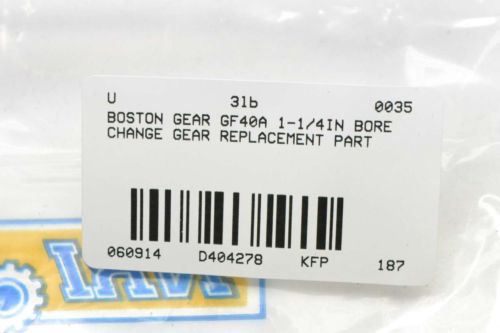 U 3lb 0035
BOSTON GEAR GF40A 1-1/4IN BORE
CHANGE GEAR REPLACEMENT PART
060914 D404278 KFP 187